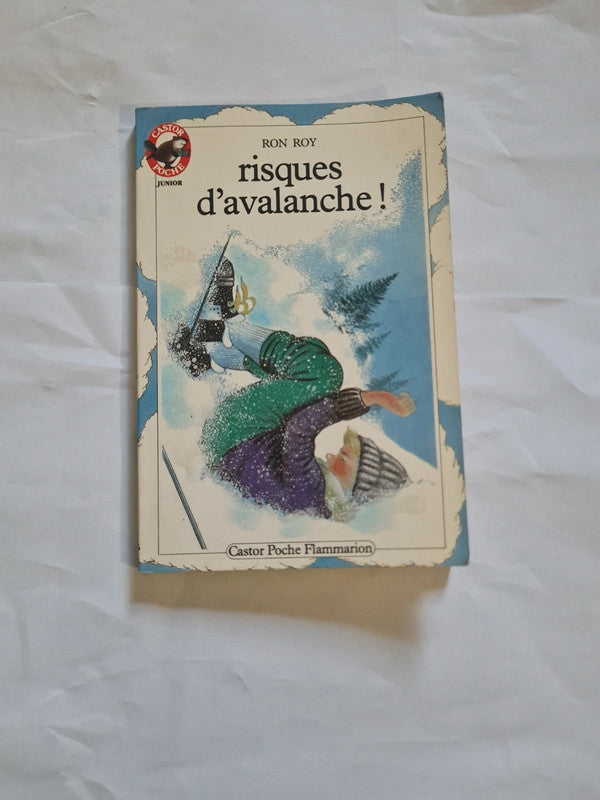 CASTOR
POCHE
JUNIOR
RON ROY
risques
d'avalanche !
Castor Poche Flammarion